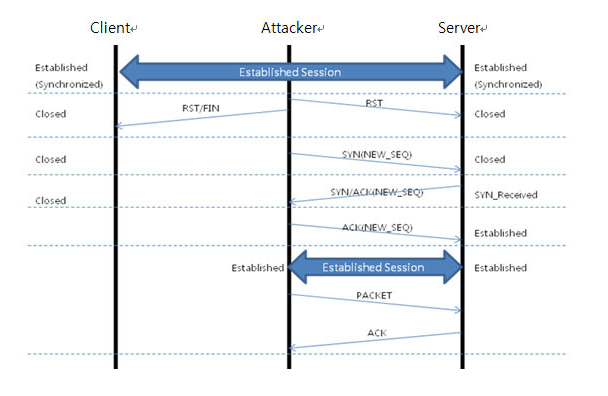 Client Attacker Server
Established
(Synchronized)
Established Session
Established
(Synchronized)
Closed
RST/FIN
RST
Closed
Closed
SYN(NEW_SEQ)
Closed
Closed
SYN/ACK(NEW_SEQ)
SYN_Received
ACK(NEW_SEQ)
Established
Established
Established Session
Established
PACKET
ACK